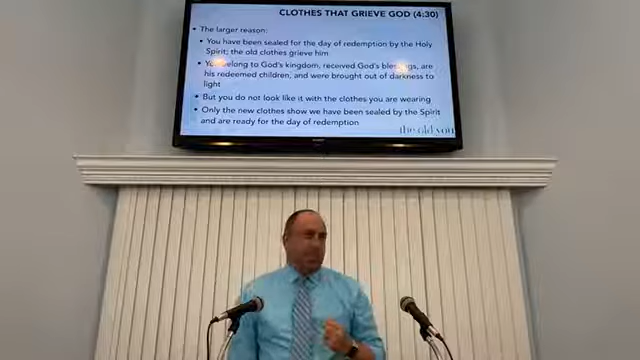 CLOTHES THAT GRIEVE GOD (4:30)
• The larger reason:
• You have been sealed for the day of redemption by the Holy
Spirit; the old clothes grieve him
• You belong to God's kingdom, received God's blessings, are
his redeemed children, and were brought out of darkness to
light
• But you do not look like it with the clothes you are wearing
• Only the new clothes show we have been sealed by the Spirit
and are ready for the day of redemption
the old you